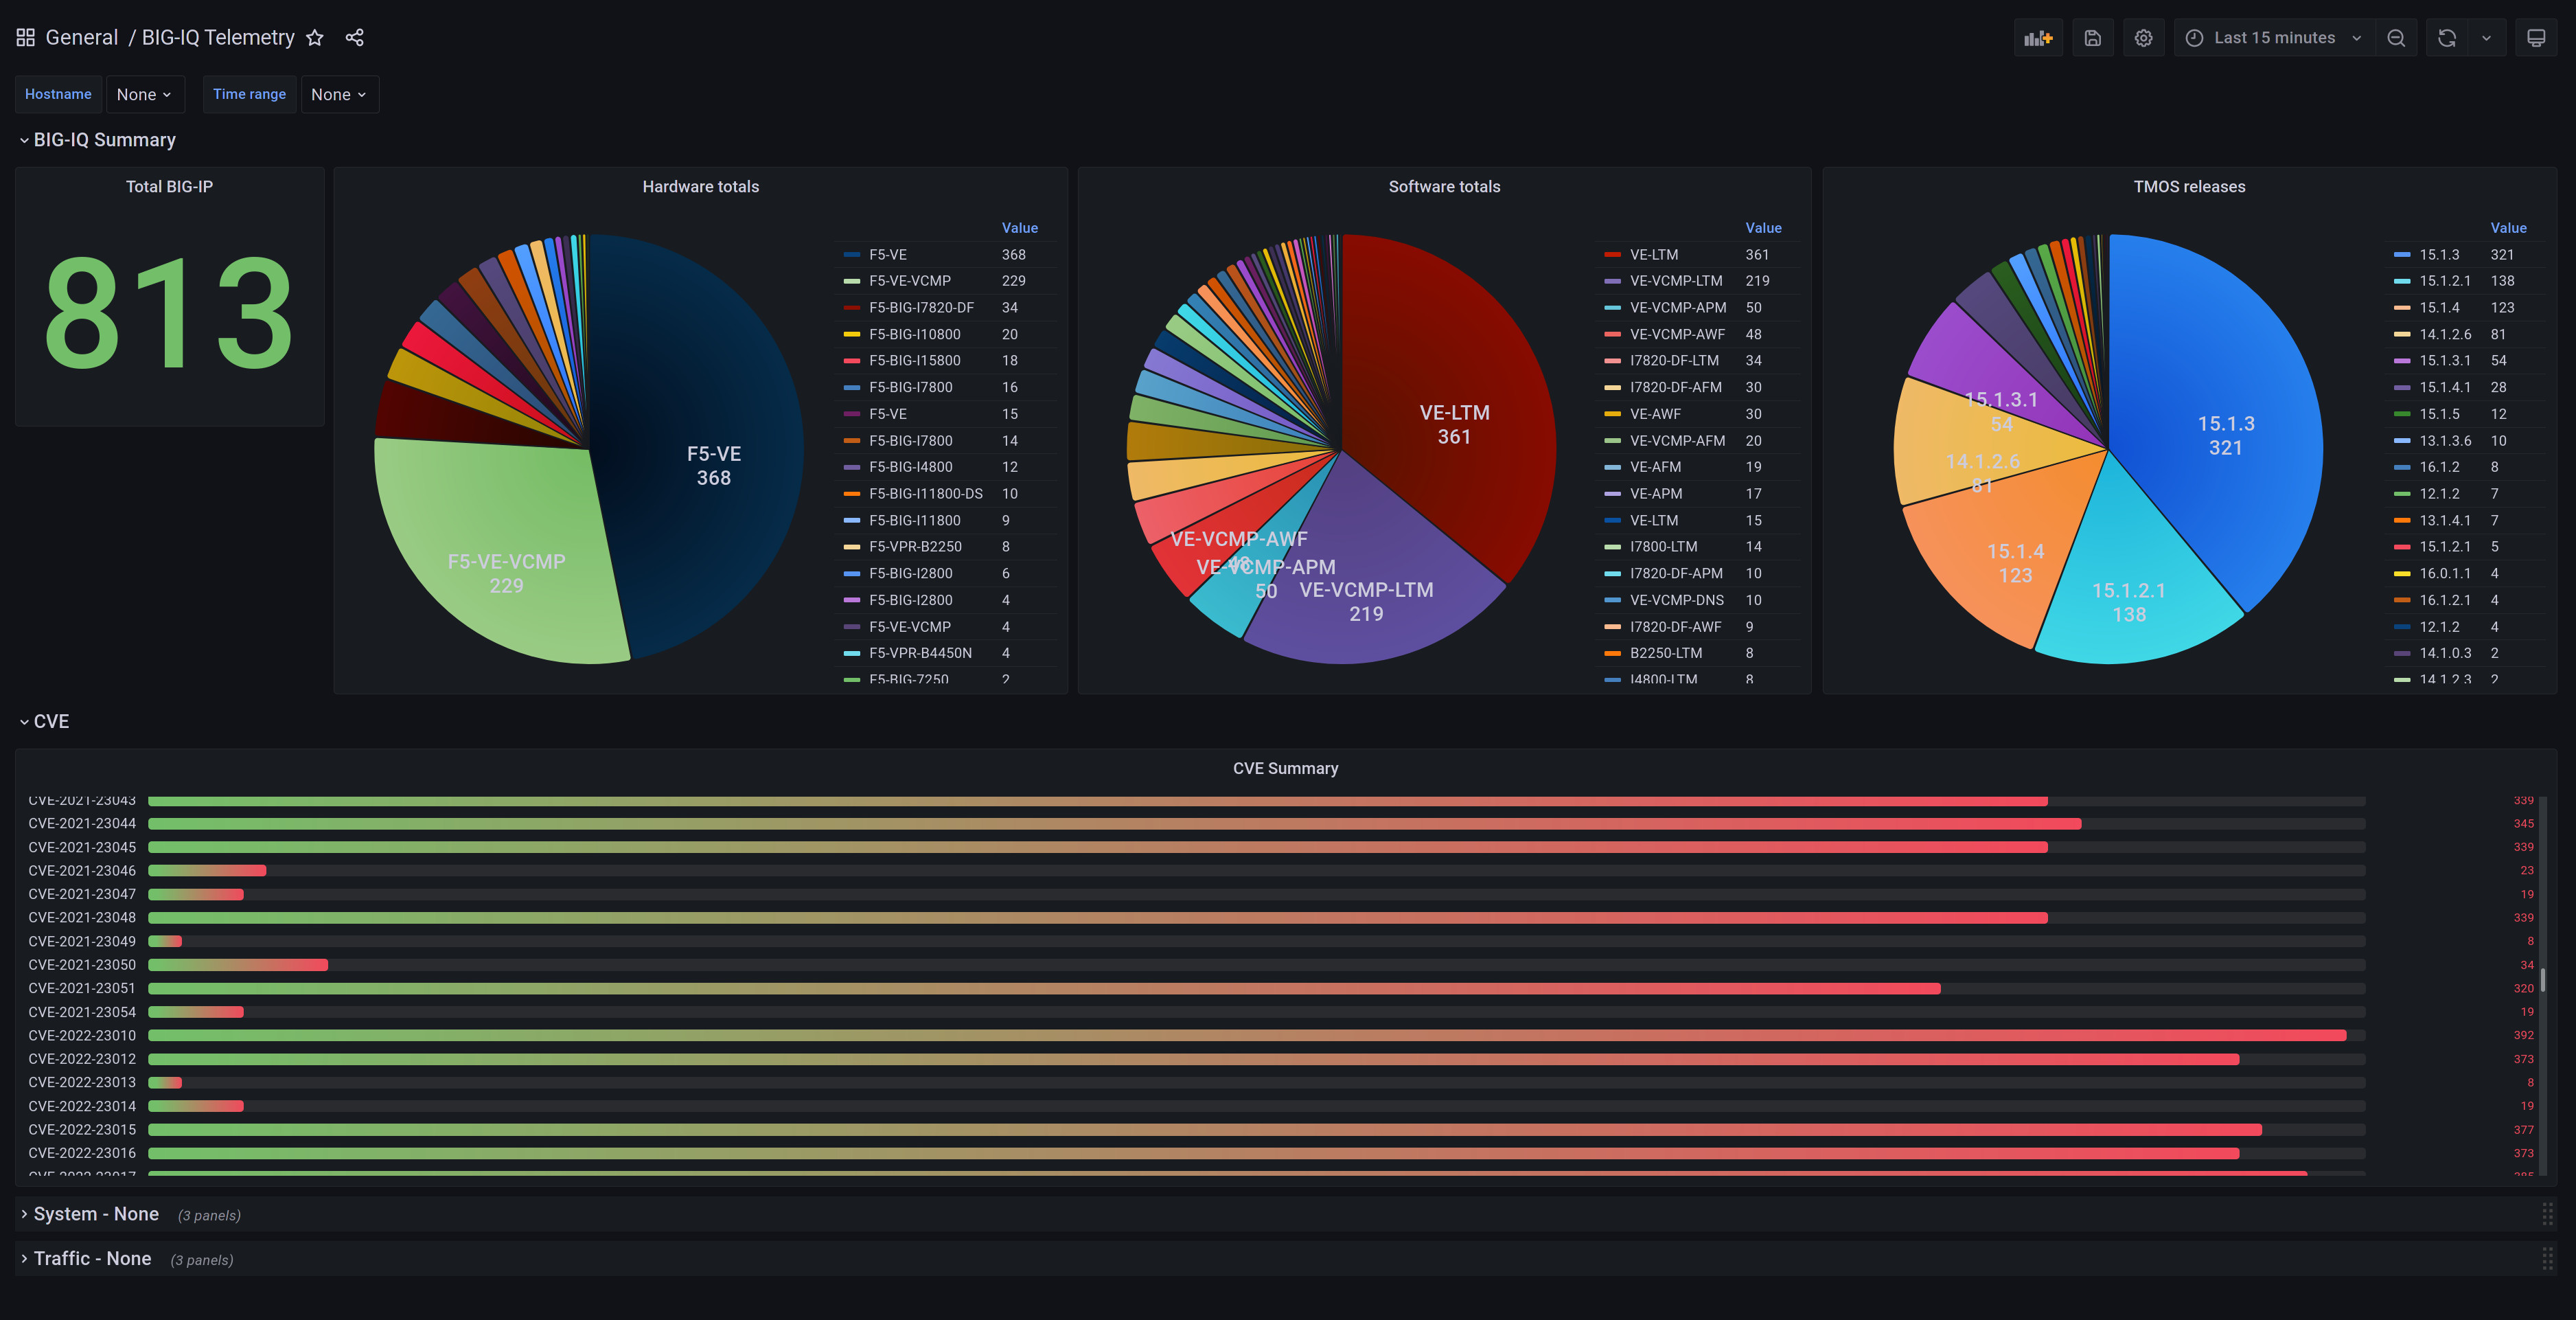 General / BIG-IQ Telemetry
Last 15 minutes
Hostname None Time range None
BIG-IQ Summary
Total BIG-IP
813
Hardware totals
F5-VE
368
F5-VE-VCMP
229
Value
F5-VE 368
F5-VE-VCMP 229
F5-BIG-I7820-DF 34
F5-BIG-I10800 20
F5-BIG-I15800 18
F5-BIG-I7800 16
F5-VE 15
F5-BIG-I7800 14
F5-BIG-I4800 12
F5-BIG-I11800-DS 10
F5-BIG-I11800 9
F5-VPR-B2250 8
F5-BIG-I2800 6
F5-BIG-I2800 4
F5-VE-VCMP 4
F5-VPR-B4450N 4
F5-BIG-7250 2
Software totals
VE-LTM
361
VE-VCMP-AWF
48
VE-VCMP-APM
50
VE-VCMP-LTM
219
Value
VE-LTM 361
VE-VCMP-LTM 219
VE-VCMP-APM 50
VE-VCMP-AWF 48
I7820-DF-LTM 34
I7820-DF-AFM 30
VE-AWF 30
VE-VCMP-AFM 20
VE-AFM 19
VE-APM 17
VE-LTM 15
I7800-LTM 14
I7820-DF-APM 10
VE-VCMP-DNS 10
I7820-DF-AWF 9
B2250-LTM 8
I4800-LTM 8
TMOS releases
15.1.3.1
54
15.1.3
321
14.1.2.6
81
15.1.4
123
15.1.2.1
138
Value
15.1.3 321
15.1.2.1 138
15.1.4 123
14.1.2.6 81
15.1.3.1 54
15.1.4.1 28
15.1.5 12
13.1.3.6 10
16.1.2 8
12.1.2 7
13.1.4.1 7
15.1.2.1 5
16.0.1.1 4
16.1.2.1 4
12.1.2 4
14.1.0.3 2
14.1.2.3 2
CVE
CVE Summary
CVE-2021-23043 339
CVE-2021-23044 345
CVE-2021-23045 339
CVE-2021-23046 23
CVE-2021-23047 19
CVE-2021-23048 339
CVE-2021-23049 8
CVE-2021-23050 34
CVE-2021-23051 320
CVE-2021-23054 19
CVE-2022-23010 392
CVE-2022-23012 373
CVE-2022-23013 8
CVE-2022-23014 19
CVE-2022-23015 377
CVE-2022-23016 373
CVE-2022-23017 385
System - None (3 panels)
Traffic - None (3 panels)